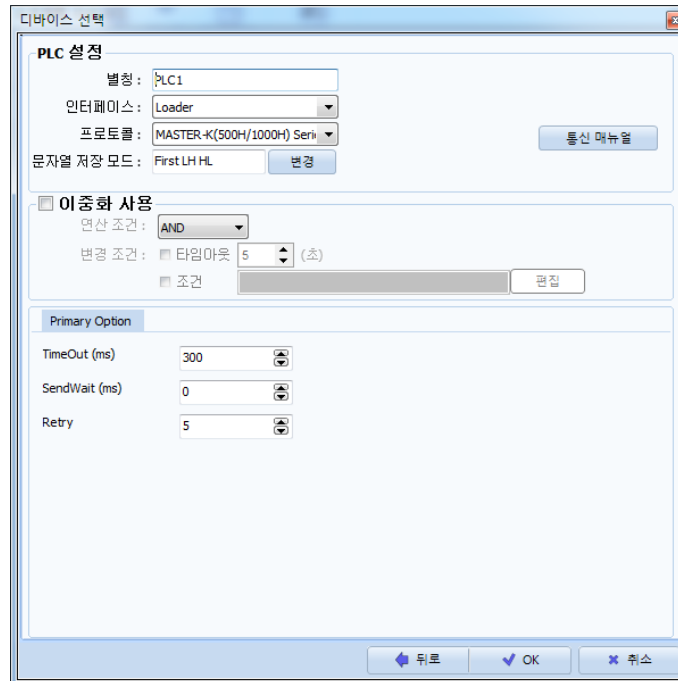 디바이스 선택
PLC 설정
별칭 : PLC1
인터페이스 : Loader
프로토콜 : MASTER-K(500H/1000H) Seri
통신 매뉴얼
문자열 저장 모드 : First LH HL 변경
이중화 사용
연산 조건 : AND
변경 조건 : 타임아웃 5 (초)
조건 편집
Primary Option
TimeOut (ms) 300
SendWait (ms) 0
Retry 5
뒤로 OK 취소